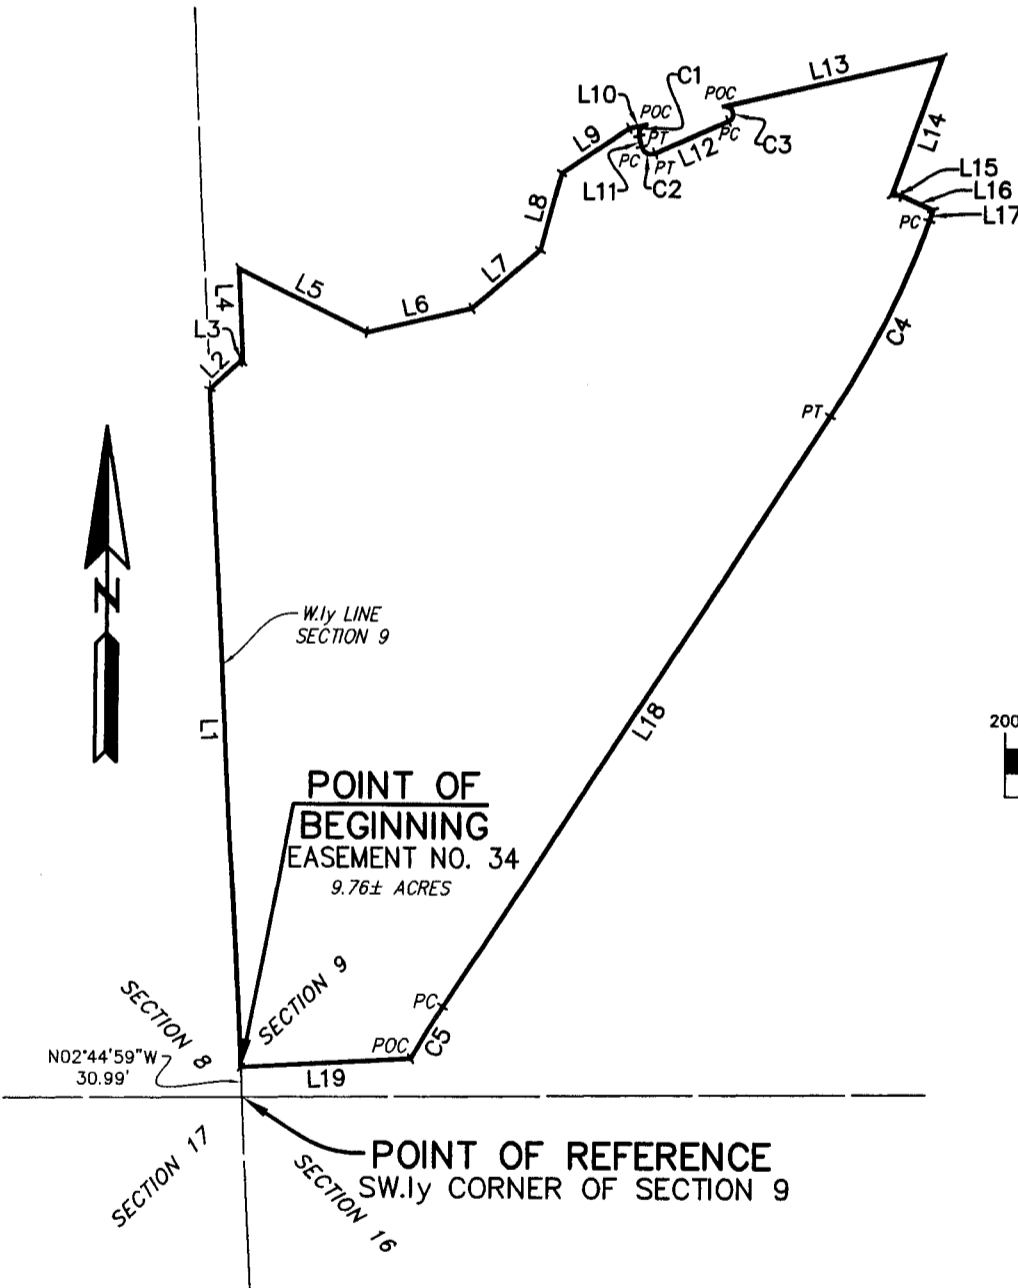 L13
C1
L10
POC
POC
L9
PT
PC
C3
L14
L12
PC
PT
L11
C2
L15
L16
L17
PC
L8
L7
L5
L4
L6
L3
L2
C4
PT
N
W.ly LINE
SECTION 9
L1
L18
200
POINT OF
BEGINNING
EASEMENT NO. 34
9.76± ACRES
SECTION 9
SECTION 8
PC
C5
POC
N02°44'59"W
30.99'
L19
POINT OF REFERENCE
SW.ly CORNER OF SECTION 9
SECTION 17
SECTION 16